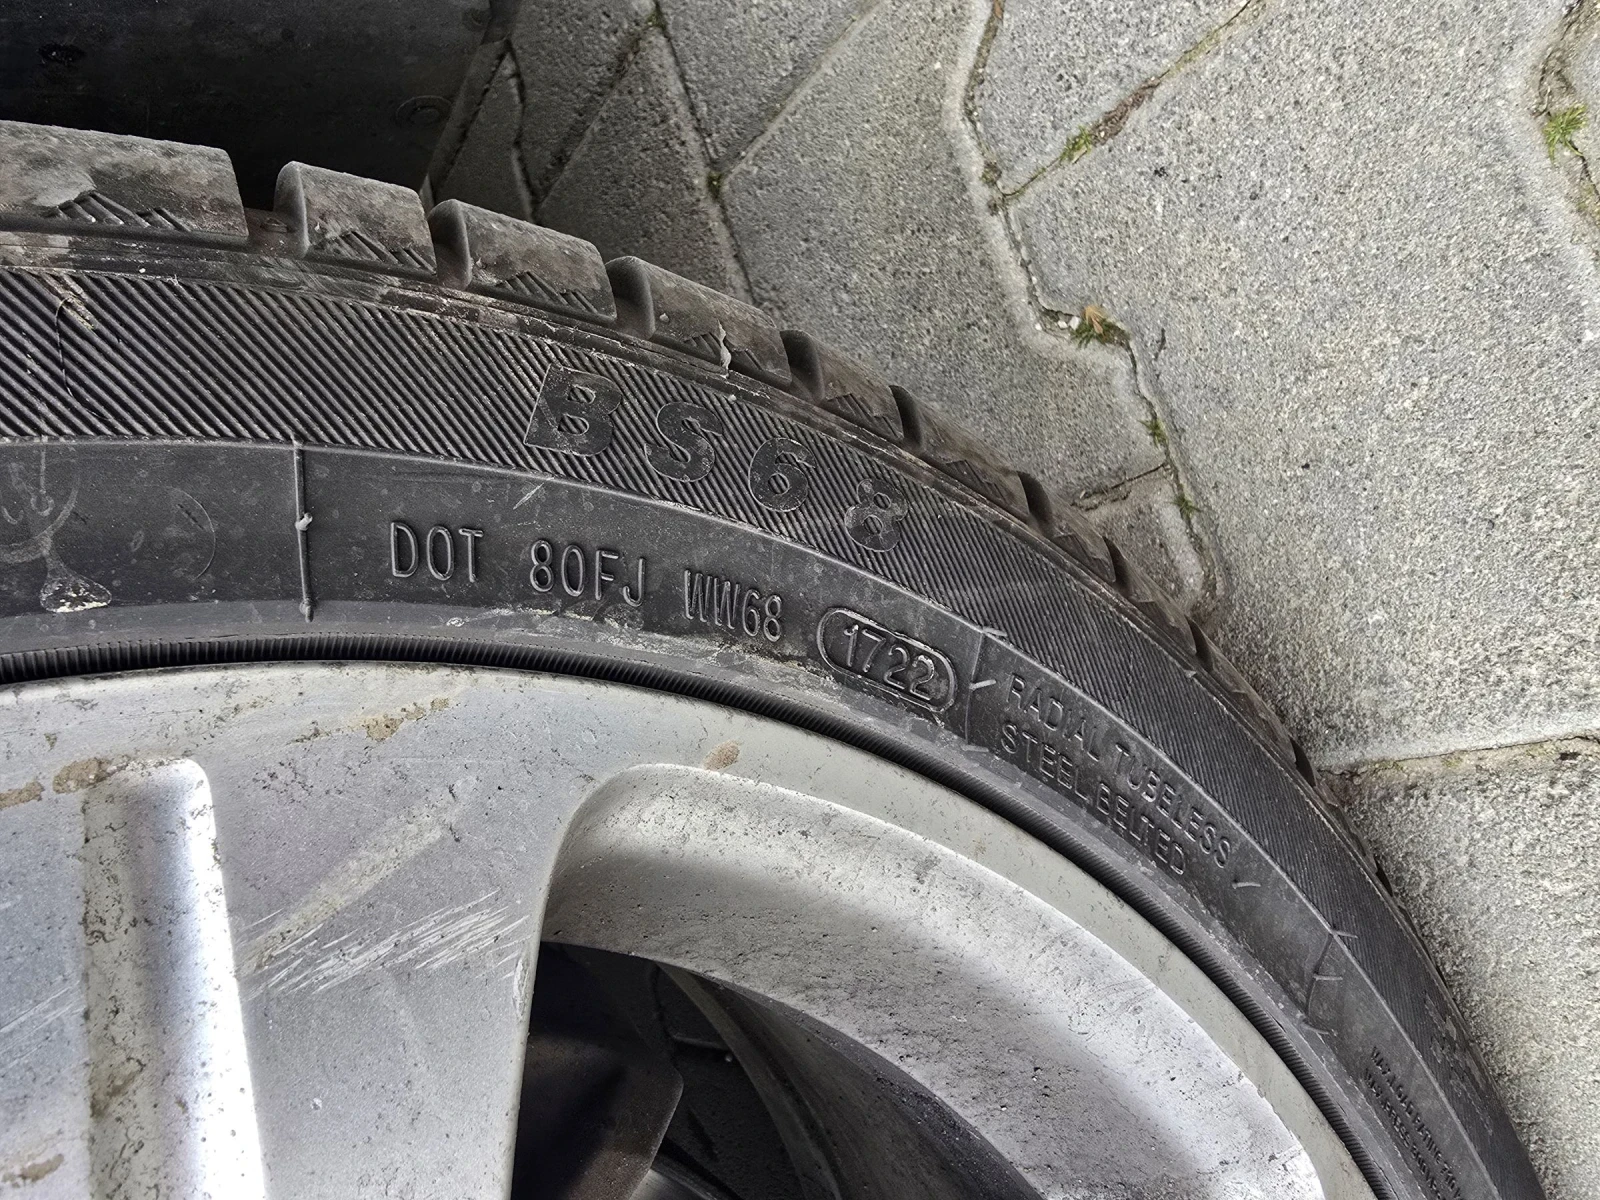 BS68
DOT 80FJ WW68 1722
RADIAL TUBELESS
STEEL BELTED